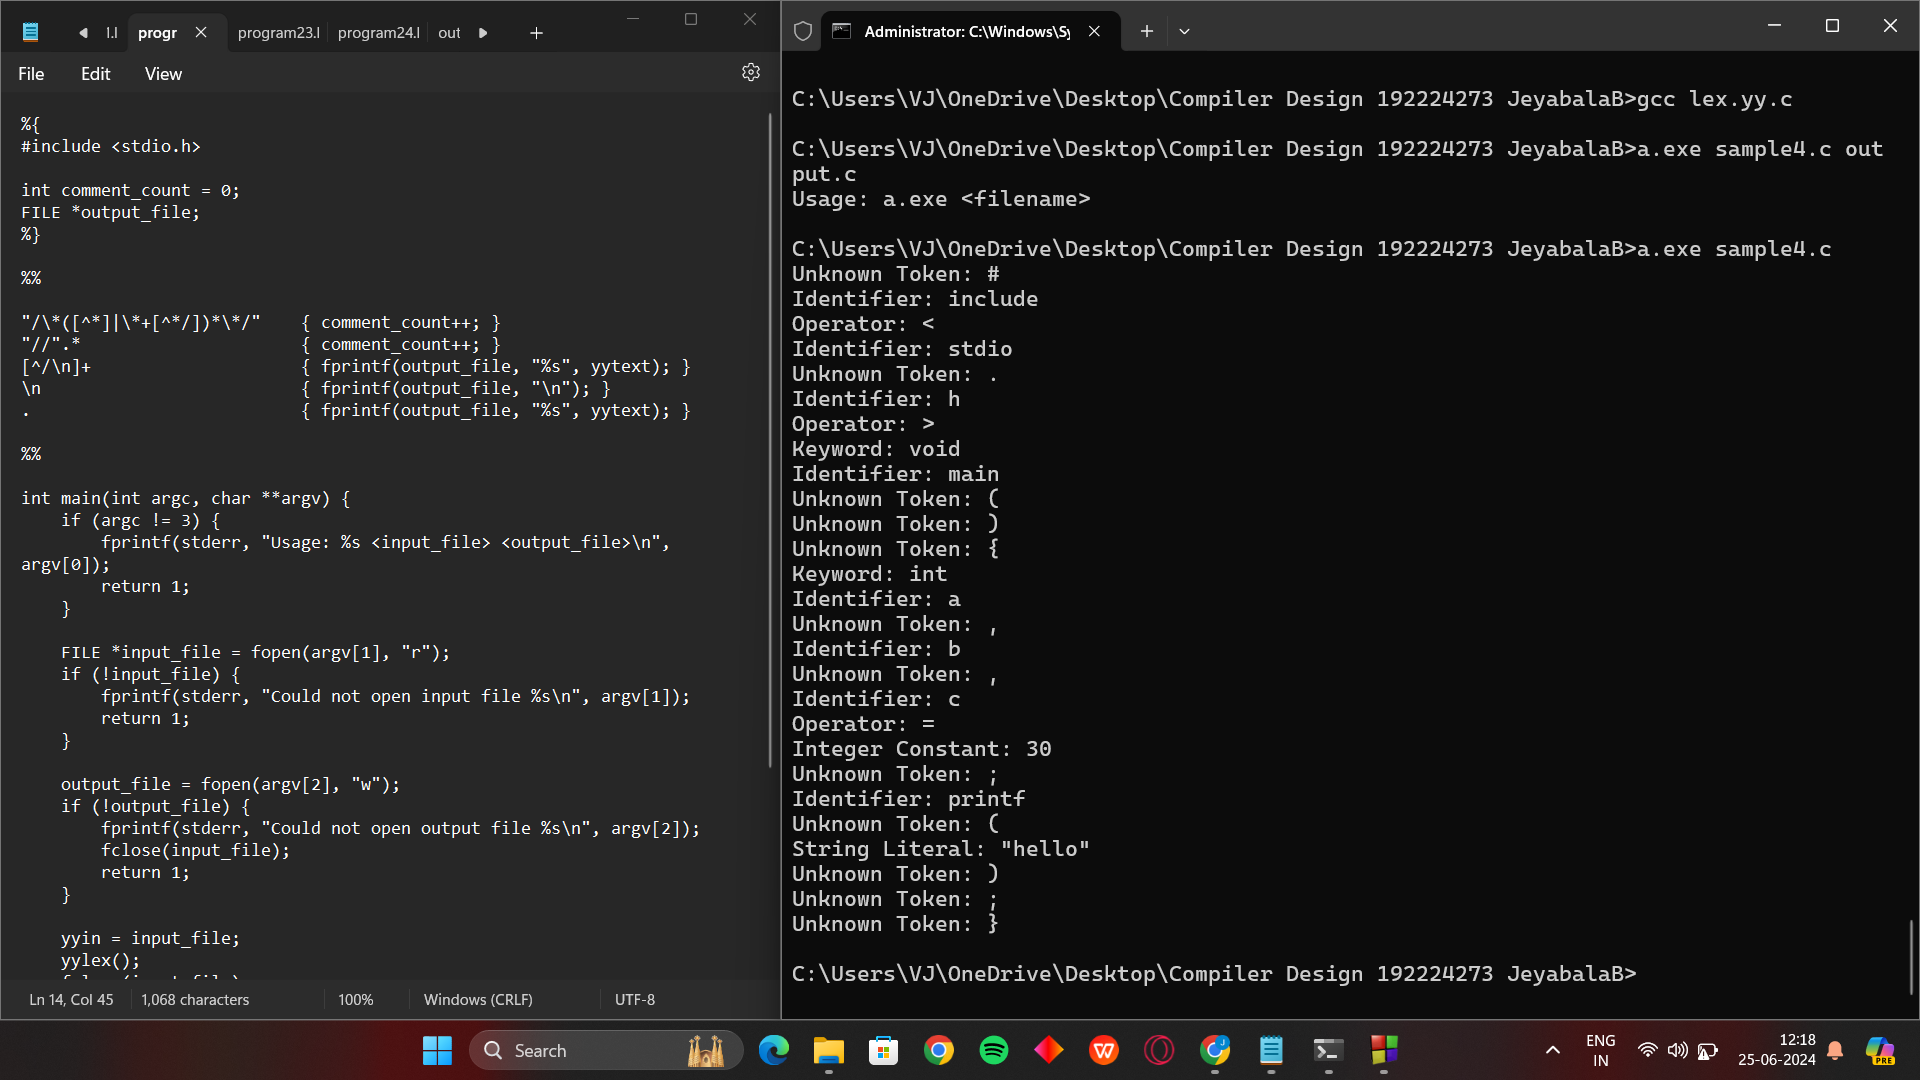 1.l
progr
program23.l
program24.l
out
File
Edit
View
%{
#include <stdio.h>
int comment_count = 0;
FILE *output_file;
%}
%%
"/\*([^*]|\*+[^*/])*\*/"    { comment_count++; }
"//".*                      { comment_count++; }
[^/\n]+                     { fprintf(output_file, "%s", yytext); }
\n                          { fprintf(output_file, "\n"); }
.                           { fprintf(output_file, "%s", yytext); }
%%
int main(int argc, char **argv) {
    if (argc != 3) {
        fprintf(stderr, "Usage: %s <input_file> <output_file>\n",
argv[0]);
        return 1;
    }
    FILE *input_file = fopen(argv[1], "r");
    if (!input_file) {
        fprintf(stderr, "Could not open input file %s\n", argv[1]);
        return 1;
    }
    output_file = fopen(argv[2], "w");
    if (!output_file) {
        fprintf(stderr, "Could not open output file %s\n", argv[2]);
        fclose(input_file);
        return 1;
    }
    yyin = input_file;
    yylex();
Ln 14, Col 45
1,068 characters
100%
Windows (CRLF)
UTF-8
Administrator: C:\Windows\Sy
C:\Users\VJ\OneDrive\Desktop\Compiler Design 192224273 JeyabalaB>gcc lex.yy.c
C:\Users\VJ\OneDrive\Desktop\Compiler Design 192224273 JeyabalaB>a.exe sample4.c out
put.c
Usage: a.exe <filename>
C:\Users\VJ\OneDrive\Desktop\Compiler Design 192224273 JeyabalaB>a.exe sample4.c
Unknown Token: #
Identifier: include
Operator: <
Identifier: stdio
Unknown Token: .
Identifier: h
Operator: >
Keyword: void
Identifier: main
Unknown Token: (
Unknown Token: )
Unknown Token: {
Keyword: int
Identifier: a
Unknown Token: ,
Identifier: b
Unknown Token: ,
Identifier: c
Operator: =
Integer Constant: 30
Unknown Token: ;
Identifier: printf
Unknown Token: (
String Literal: "hello"
Unknown Token: )
Unknown Token: ;
Unknown Token: }
C:\Users\VJ\OneDrive\Desktop\Compiler Design 192224273 JeyabalaB>
Search
ENG
IN
12:18
25-06-2024
PRE